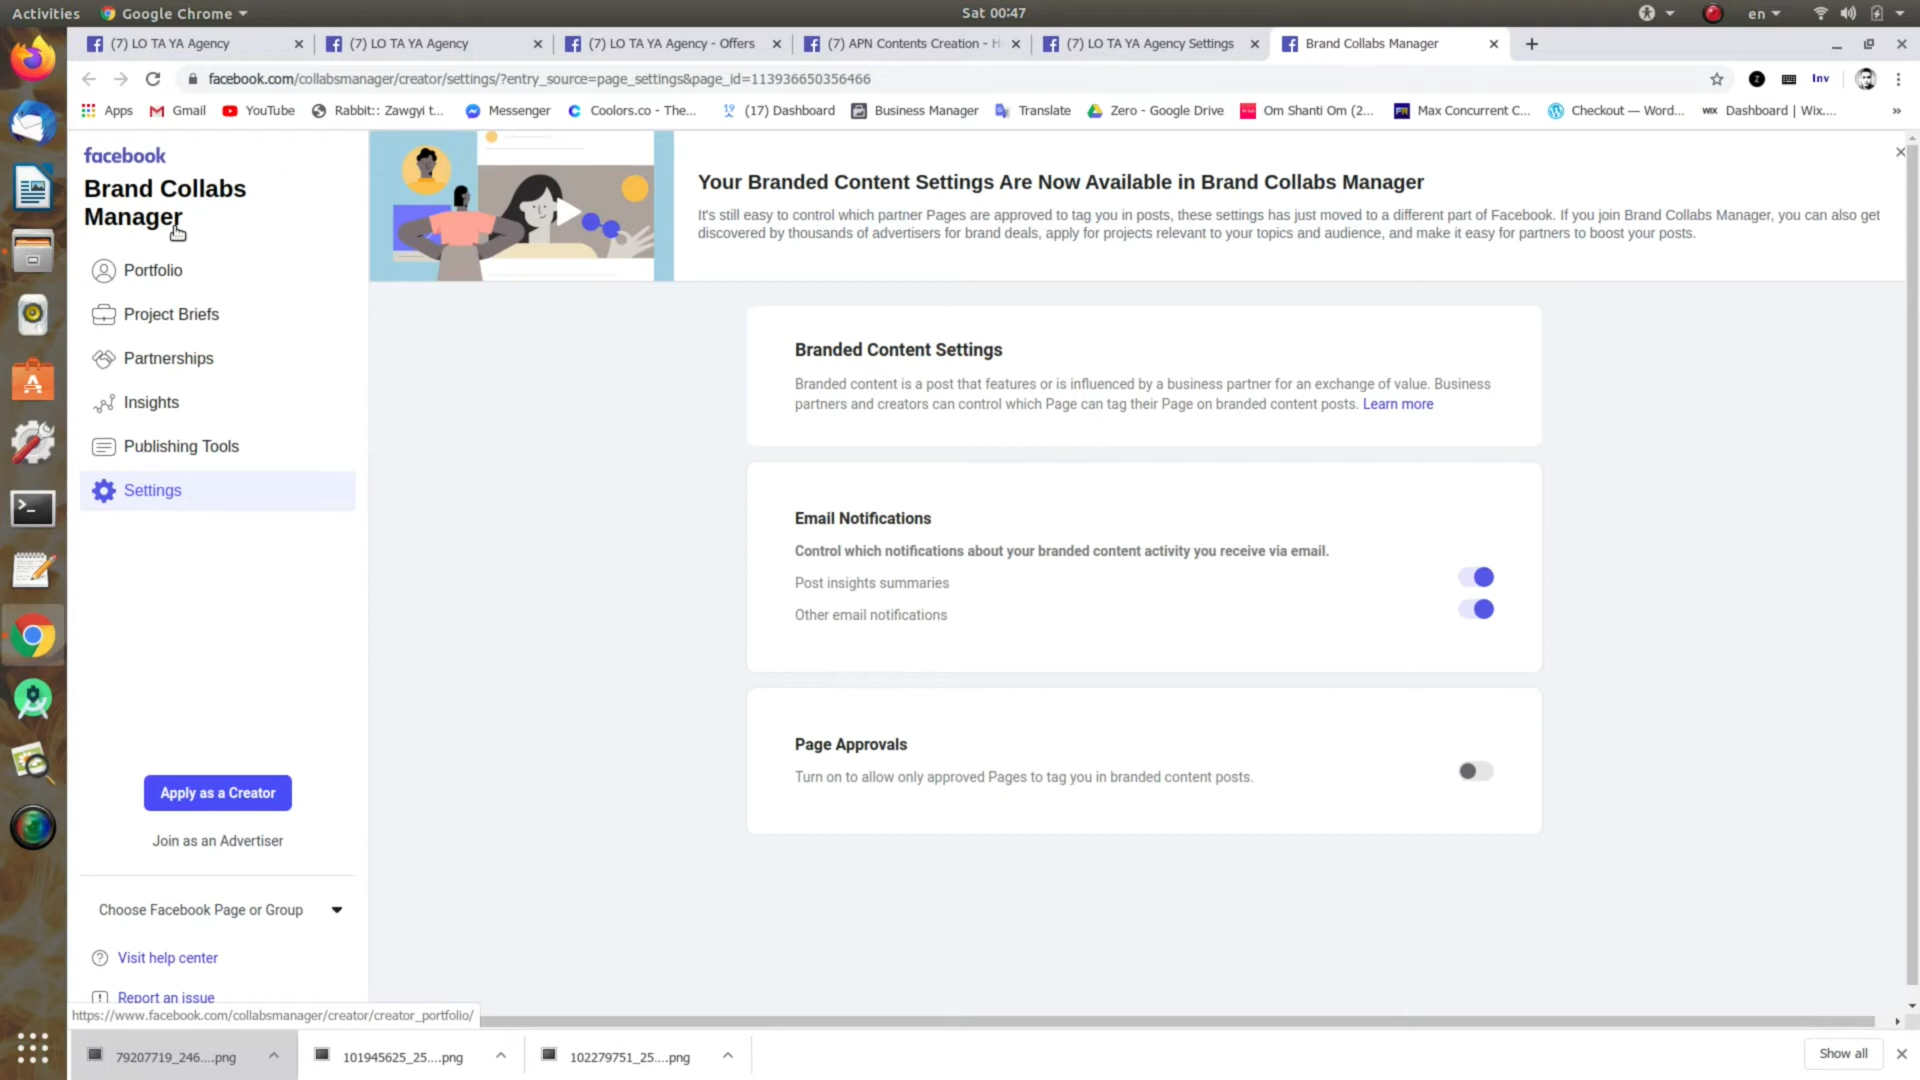 Activities
Google Chrome
Sat 00:47
en
(7) LO TA YA Agency
(7) LO TA YA Agency
(7) LO TA YA Agency - Offers
(7) APN Contents Creation - H
(7) LO TA YA Agency Settings
Brand Collabs Manager
facebook.com/collabsmanager/creator/settings/?entry_source=page_settings&page_id=113936650356466
Inv
Apps
Gmail
YouTube
Rabbit:: Zawgyi t...
Messenger
Coolors.co - The...
(17) Dashboard
Business Manager
Translate
Zero - Google Drive
Om Shanti Om (2...
Max Concurrent C...
Checkout — Word...
WIX Dashboard | Wix....
facebook
Brand Collabs
Manager
Portfolio
Project Briefs
Partnerships
Insights
Publishing Tools
Settings
Apply as a Creator
Join as an Advertiser
Choose Facebook Page or Group
Visit help center
Report an issue
https://www.facebook.com/collabsmanager/creator/creator_portfolio/
Your Branded Content Settings Are Now Available in Brand Collabs Manager
It's still easy to control which partner Pages are approved to tag you in posts, these settings has just moved to a different part of Facebook. If you join Brand Collabs Manager, you can also get
discovered by thousands of advertisers for brand deals, apply for projects relevant to your topics and audience, and make it easy for partners to boost your posts.
Branded Content Settings
Branded content is a post that features or is influenced by a business partner for an exchange of value. Business
partners and creators can control which Page can tag their Page on branded content posts. Learn more
Email Notifications
Control which notifications about your branded content activity you receive via email.
Post insights summaries
Other email notifications
Page Approvals
Turn on to allow only approved Pages to tag you in branded content posts.
79207719_246....png
101945625_25....png
102279751_25....png
Show all